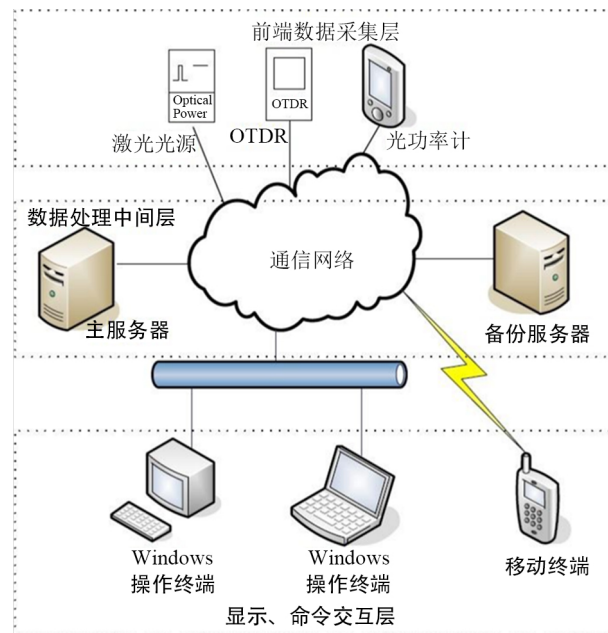 前端数据采集层
Optical
Power
OTDR
激光光源
OTDR
光功率计
数据处理中间层
通信网络
主服务器
备份服务器
Windows
操作终端
Windows
操作终端
移动终端
显示、命令交互层